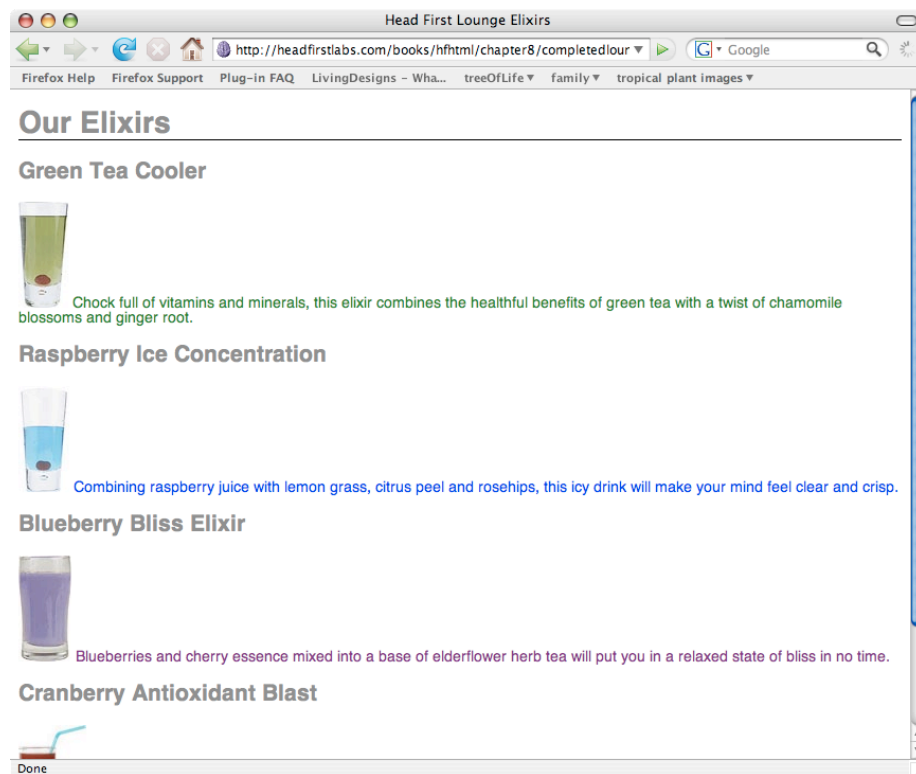 Head First Lounge Elixirs
http://headfirstlabs.com/books/hfhtml/chapter8/completedlour
G Google
Firefox Help Firefox Support Plug-in FAQ LivingDesigns - Wha... treeOfLife family tropical plant images
Our Elixirs
Green Tea Cooler
Chock full of vitamins and minerals, this elixir combines the healthful benefits of green tea with a twist of chamomile
blossoms and ginger root.
Raspberry Ice Concentration
Combining raspberry juice with lemon grass, citrus peel and rosehips, this icy drink will make your mind feel clear and crisp.
Blueberry Bliss Elixir
Blueberries and cherry essence mixed into a base of elderflower herb tea will put you in a relaxed state of bliss in no time.
Cranberry Antioxidant Blast
Done